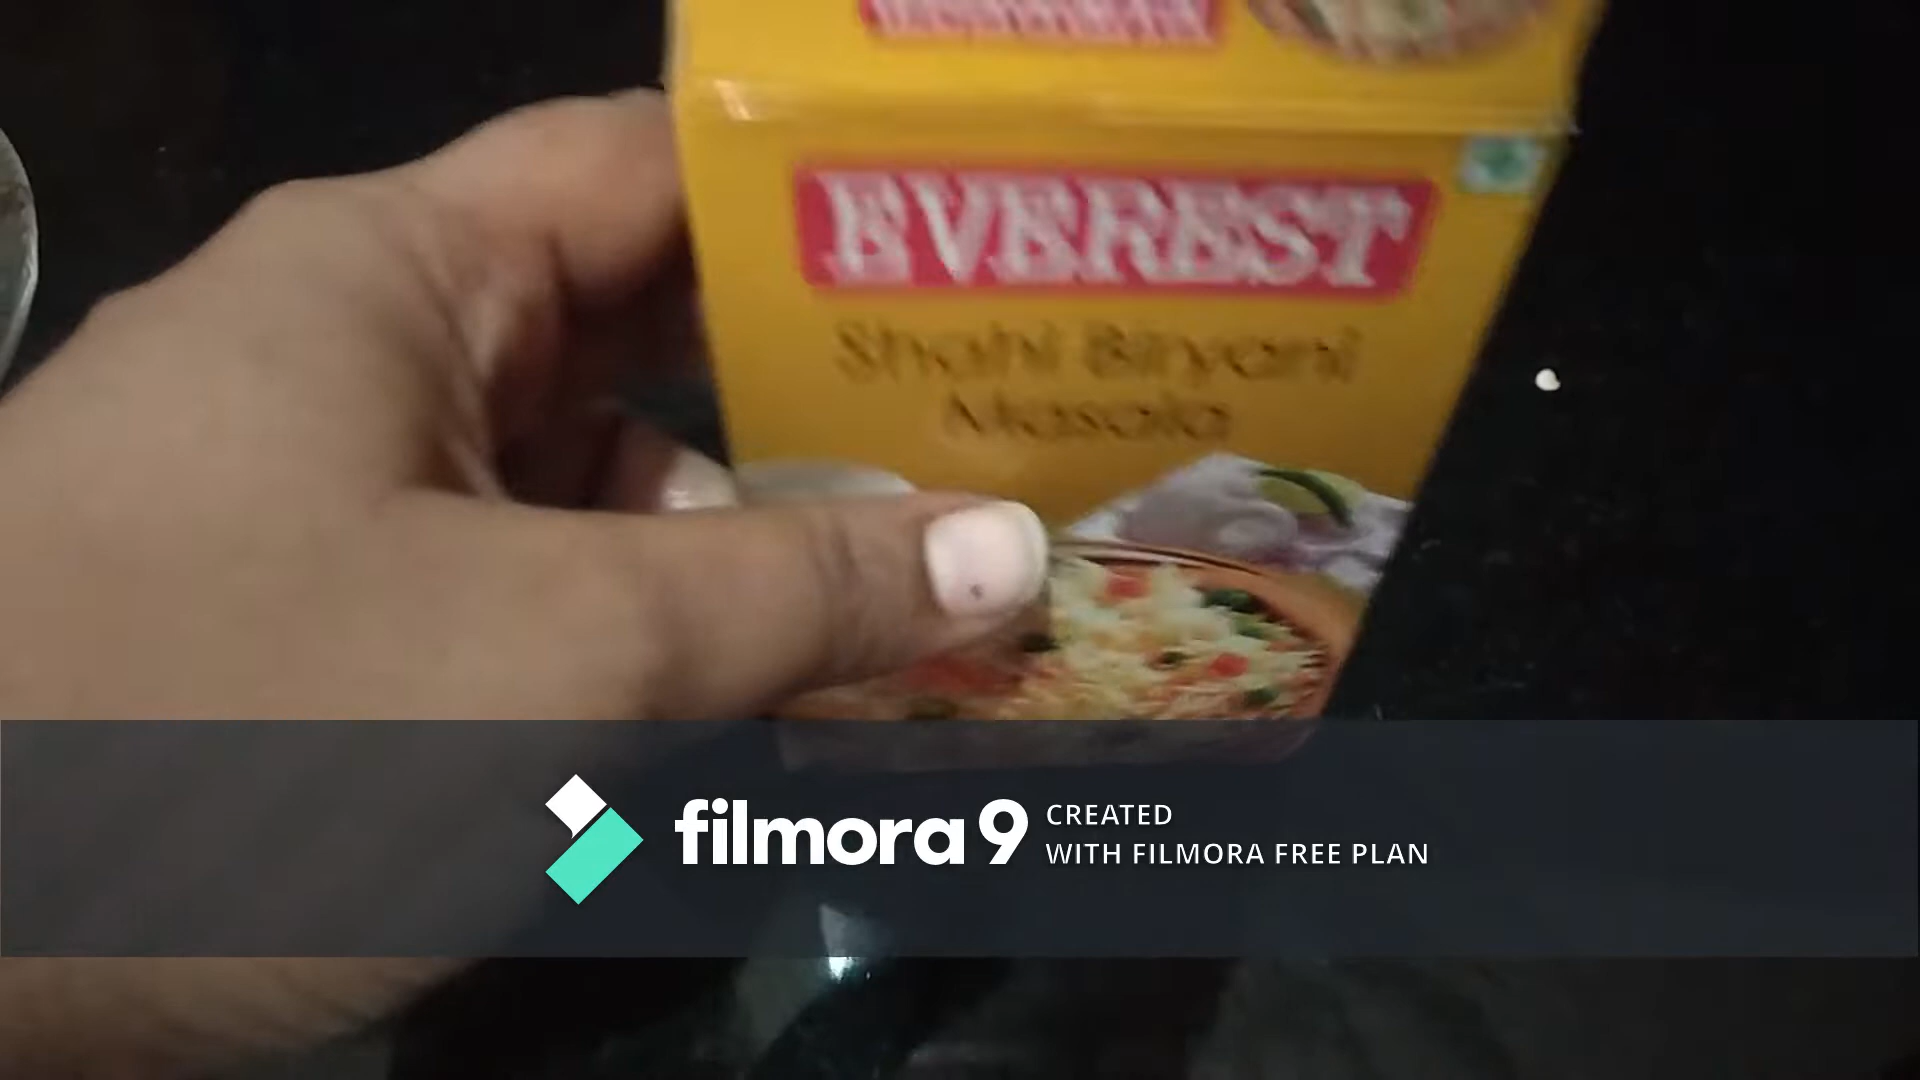 EVEREST
Shahi Biryani
Masala
filmora 9
CREATED
WITH FILMORA FREE PLAN